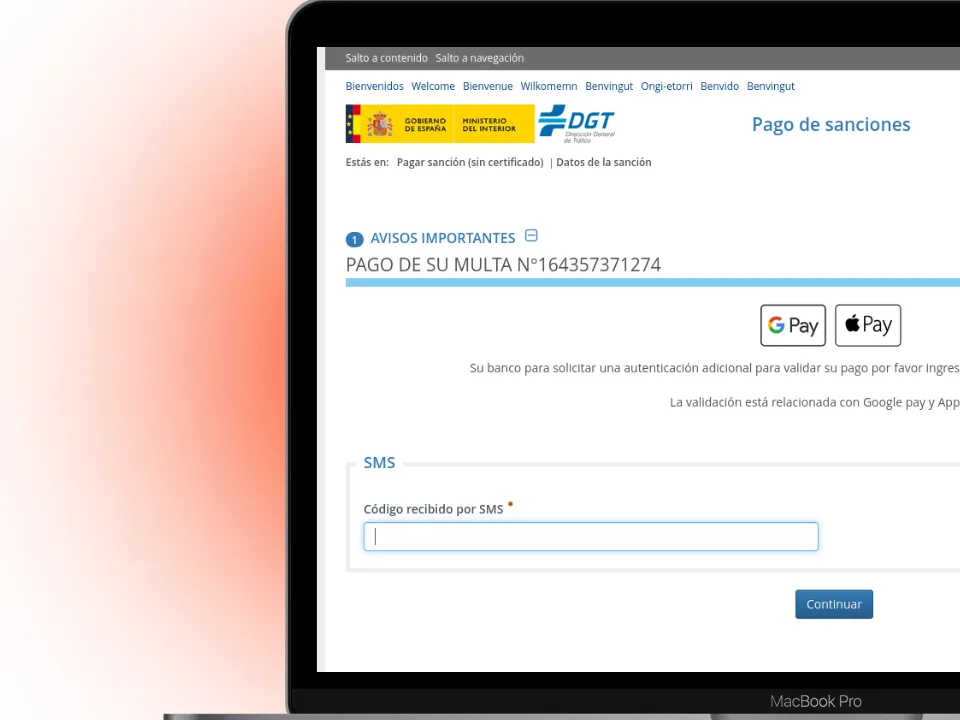 Salto a contenido Salto a navegación
Bienvenidos Welcome Bienvenue Wilkomemn Benvingut Ongi-etorri Benvido Benvingut
GOBIERNO DE ESPAÑA
MINISTERIO DEL INTERIOR
DGT
Dirección General de Tráfico
Pago de sanciones
Estás en: Pagar sanción (sin certificado) | Datos de la sanción
1 AVISOS IMPORTANTES
PAGO DE SU MULTA N°164357371274
G Pay
Pay
Su banco para solicitar una autenticación adicional para validar su pago por favor ingres
La validación está relacionada con Google pay y App
SMS
Código recibido por SMS *
Continuar
MacBook Pro